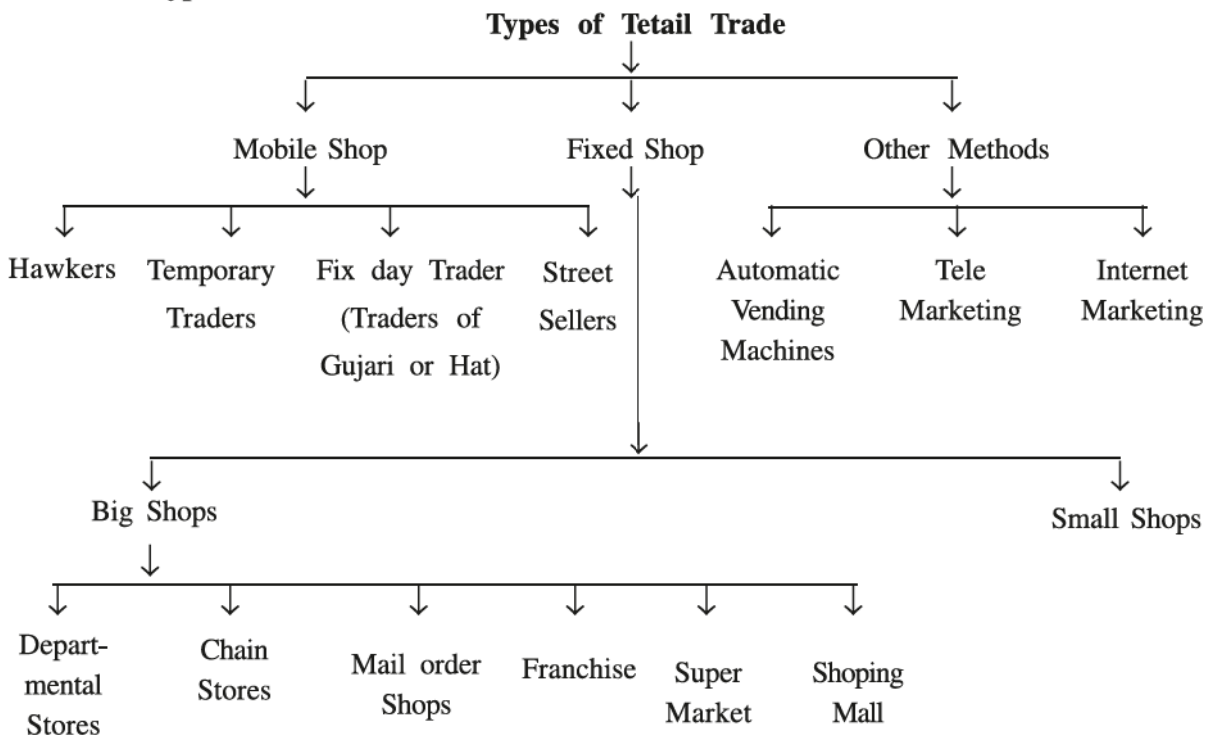 Types of Tetail Trade
Mobile Shop Fixed Shop Other Methods
Hawkers Temporary Fix day Trader Street Automatic Tele Internet
Traders (Traders of Sellers Vending Marketing Marketing
Gujari or Hat) Machines
Big Shops Small Shops
Depart- Chain Mail order Franchise Super Shoping
mental Stores Shops Market Mall
Stores